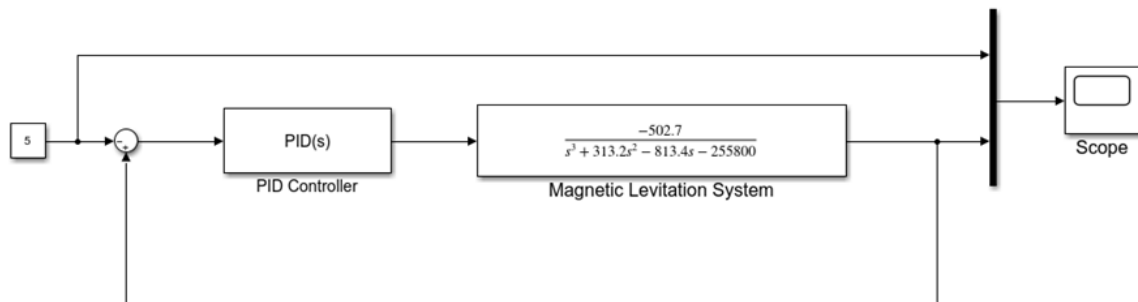 5
-
+
PID(s)
PID Controller
-502.7
s³ + 313.2s² − 813.4s − 255800
Magnetic Levitation System
Scope